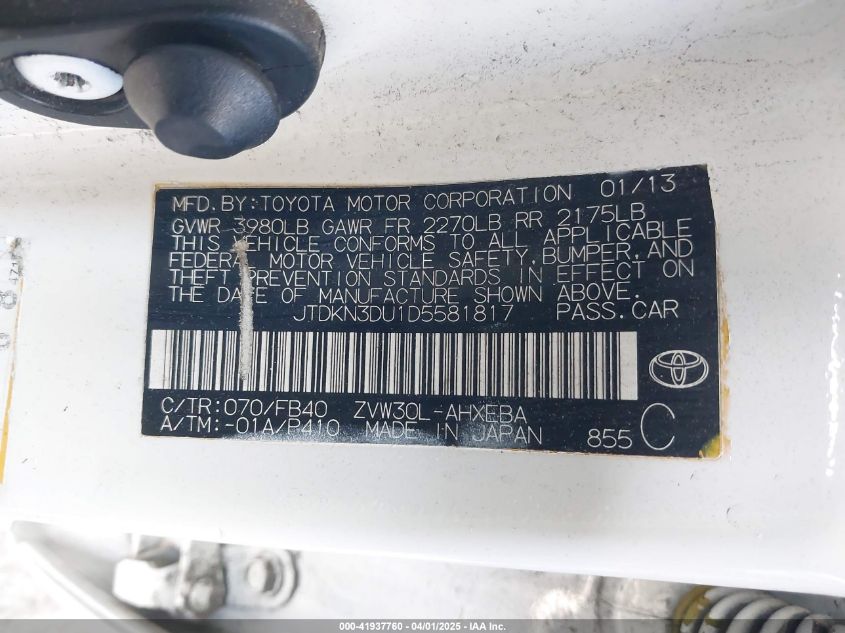 MFD.BY:TOYOTA MOTOR CORPORATION 01/13
GVWR 3980LB GAWR FR 2270LB RR 2175LB
THIS VEHICLE CONFORMS TO ALL APPLICABLE
FEDERAL MOTOR VEHICLE SAFETY,BUMPER,AND
THEFT PREVENTION STANDARDS IN EFFECT ON
THE DATE OF MANUFACTURE SHOWN ABOVE.
JTDKN3DU1D5581817 PASS.CAR
C/TR:070/FB40 ZVW30L-AHXEBA
A/TM:-01A/P410 MADE IN JAPAN 855 C
000-41937760 - 04/01/2025 - IAA Inc.